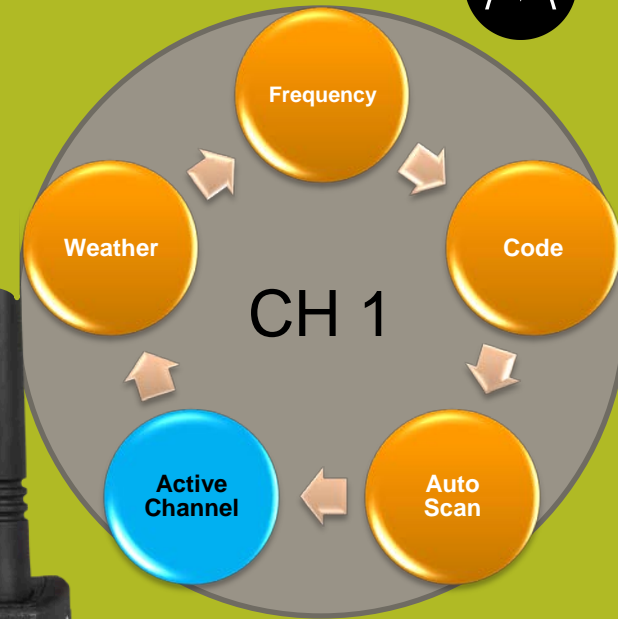 Frequency
Weather
Code
CH 1
Active
Channel
Auto
Scan